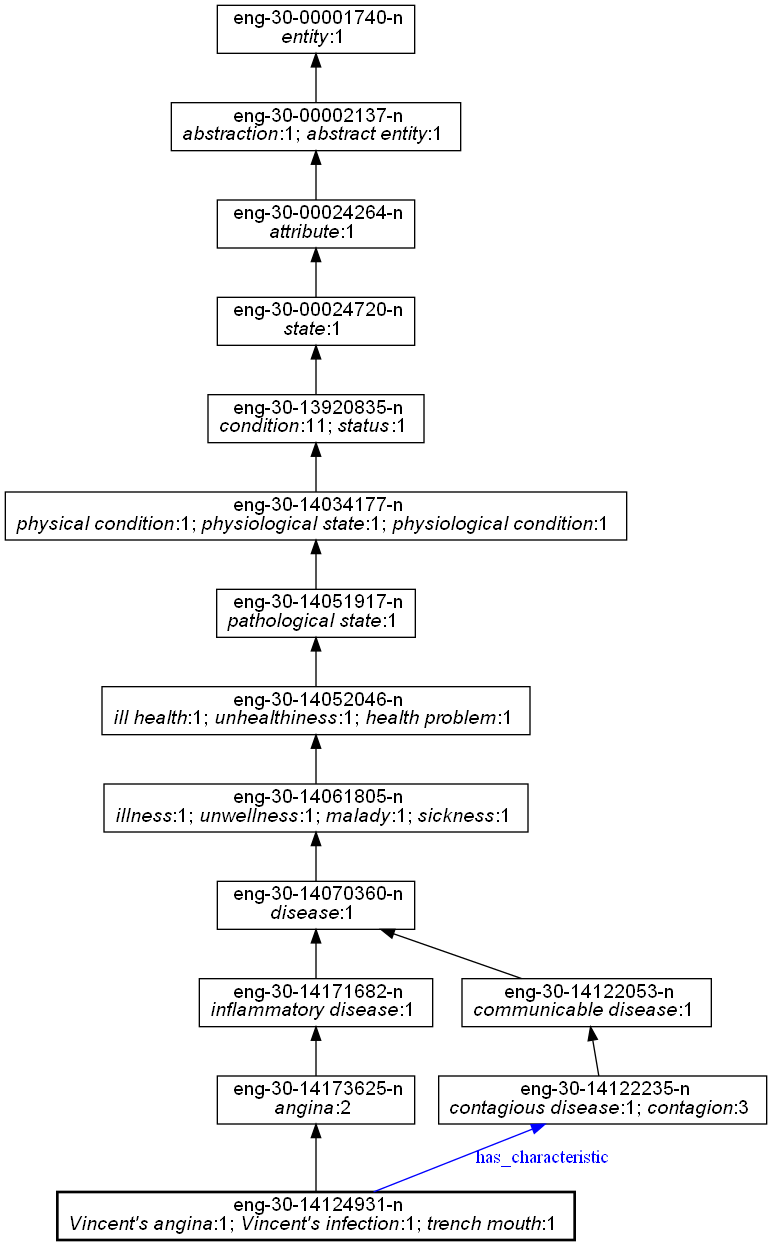 eng-30-00001740-n
entity:1
eng-30-00002137-n
abstraction:1; abstract entity:1
eng-30-00024264-n
attribute:1
eng-30-00024720-n
state:1
eng-30-13920835-n
condition:11; status:1
eng-30-14034177-n
physical condition:1; physiological state:1; physiological condition:1
eng-30-14051917-n
pathological state:1
eng-30-14052046-n
ill health:1; unhealthiness:1; health problem:1
eng-30-14061805-n
illness:1; unwellness:1; malady:1; sickness:1
eng-30-14070360-n
disease:1
eng-30-14171682-n
inflammatory disease:1
eng-30-14122053-n
communicable disease:1
eng-30-14173625-n
angina:2
eng-30-14122235-n
contagious disease:1; contagion:3
has_characteristic
eng-30-14124931-n
Vincent's angina:1; Vincent's infection:1; trench mouth:1